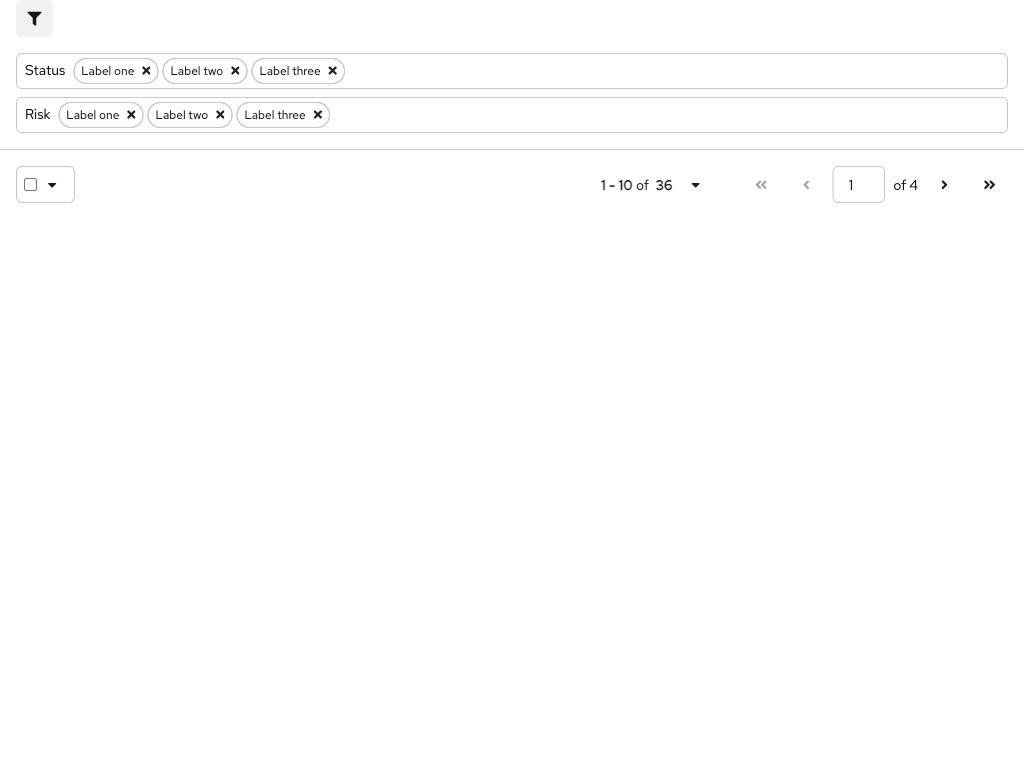 Status Label one Label two Label three
Risk Label one Label two Label three
1 - 10 of 36 1 of 4